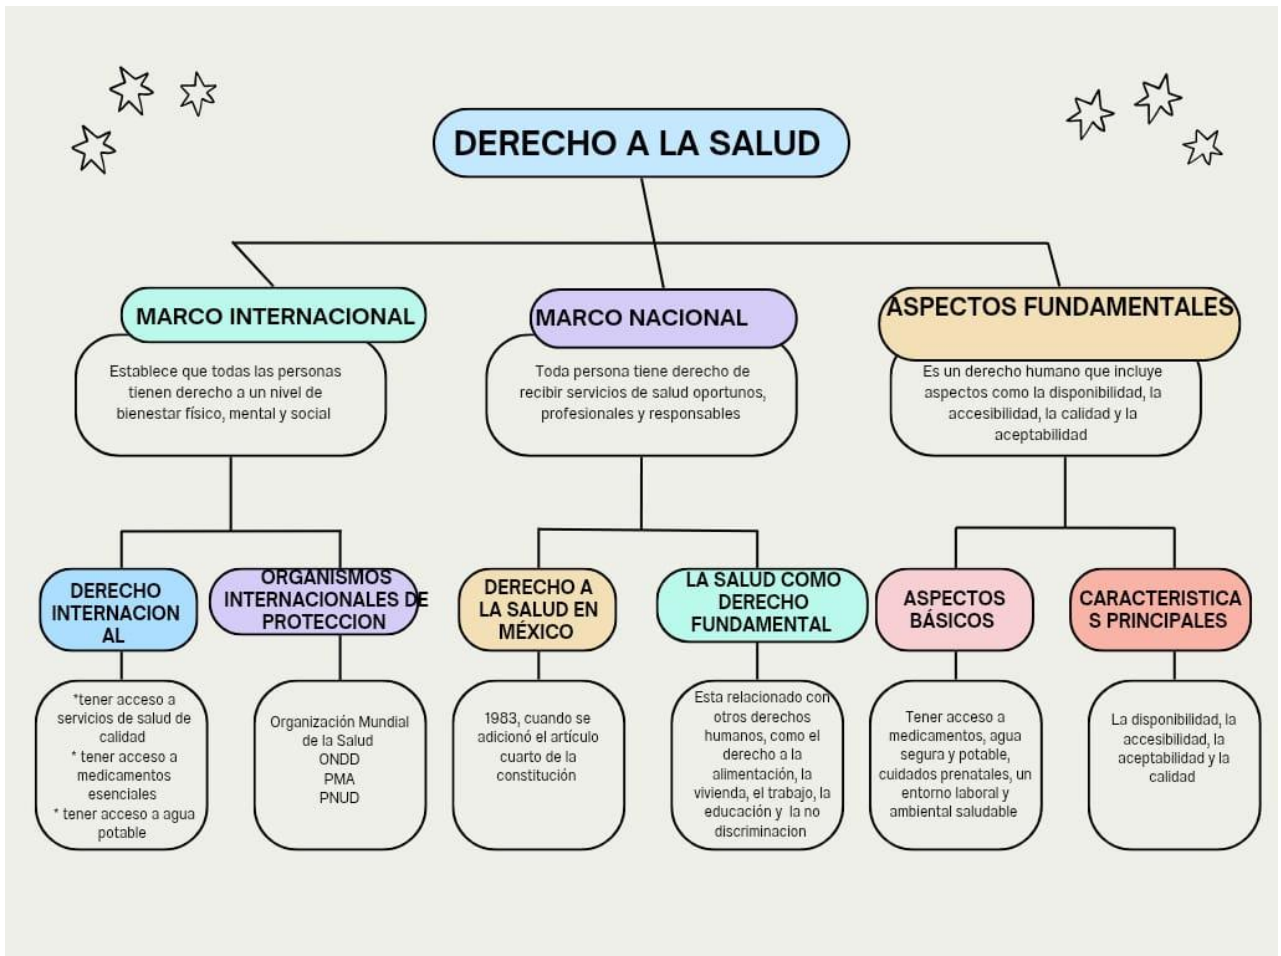 DERECHO A LA SALUD
MARCO INTERNACIONAL
Establece que todas las personas
tienen derecho a un nivel de
bienestar físico, mental y social
MARCO NACIONAL
Toda persona tiene derecho de
recibir servicios de salud oportunos,
profesionales y responsables
ASPECTOS FUNDAMENTALES
Es un derecho humano que incluye
aspectos como la disponibilidad, la
accesibilidad, la calidad y la
aceptabilidad
DERECHO
INTERNACION
AL
*tener acceso a
servicios de salud de
calidad
* tener acceso a
medicamentos
esenciales
* tener acceso a agua
potable
ORGANISMOS
INTERNACIONALES DE
PROTECCION
Organización Mundial
de la Salud
ONDD
PMA
PNUD
DERECHO A
LA SALUD EN
MÉXICO
1983, cuando se
adicionó el artículo
cuarto de la
constitución
LA SALUD COMO
DERECHO
FUNDAMENTAL
Esta relacionado con
otros derechos
humanos, como el
derecho a la
alimentación, la
vivienda, el trabajo, la
educación y la no
discriminacion
ASPECTOS
BÁSICOS
Tener acceso a
medicamentos, agua
segura y potable,
cuidados prenatales, un
entorno laboral y
ambiental saludable
CARACTERISTICA
S PRINCIPALES
La disponibilidad, la
accesibilidad, la
aceptabilidad y la
calidad